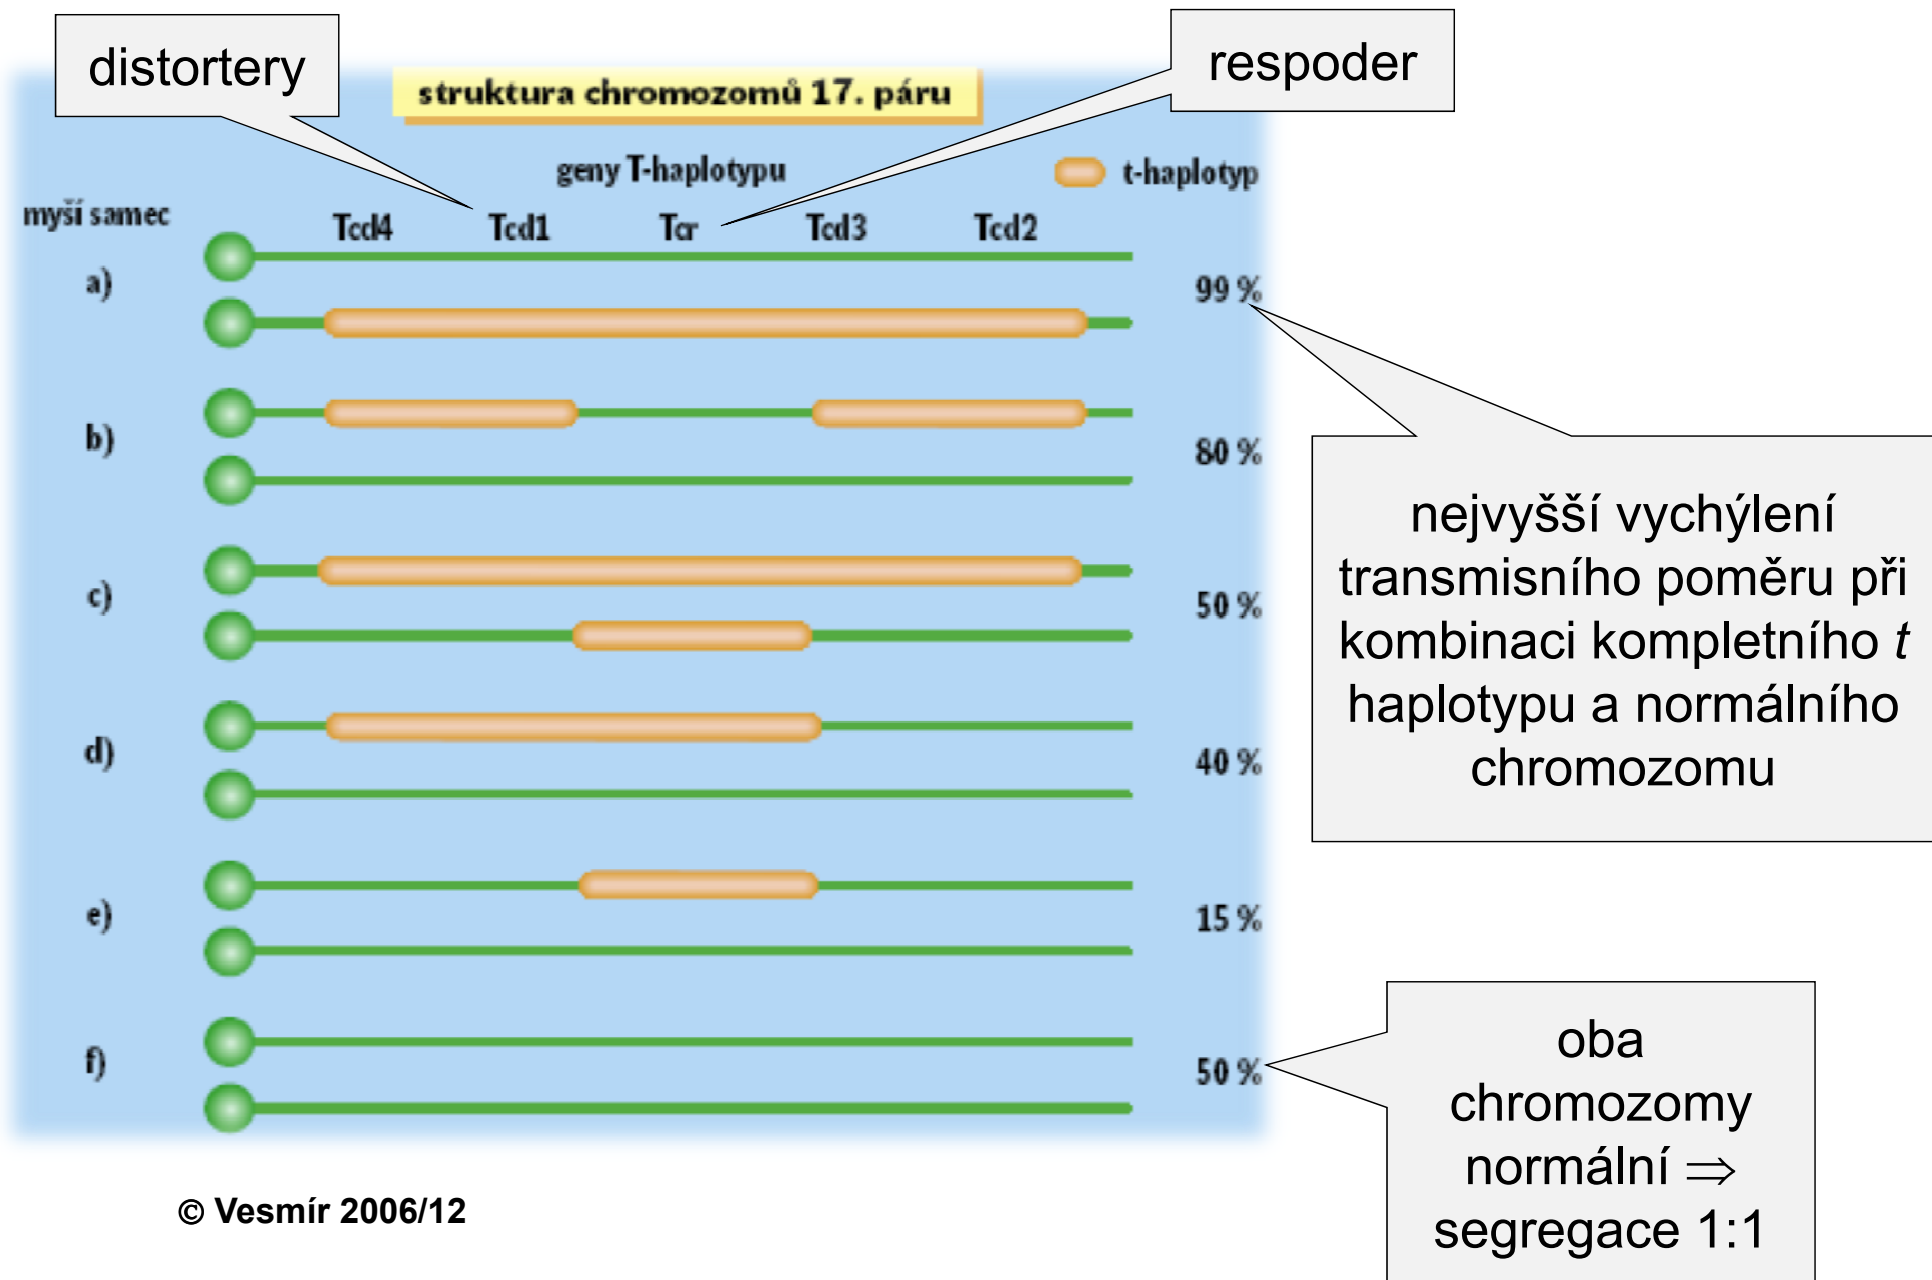 distortery
respoder
struktura chromozomů 17. páru
geny T-haplotypu
t-haplotyp
myší samec
Tcd4 Tcd1 Tcr Tcd3 Tcd2
a) 99 %
b) 80 %
c) 50 %
d) 40 %
e) 15 %
f) 50 %
nejvyšší vychýlení
transmisního poměru při
kombinaci kompletního t
haplotypu a normálního
chromozomu
oba
chromozomy
normální ⇒
segregace 1:1
© Vesmír 2006/12